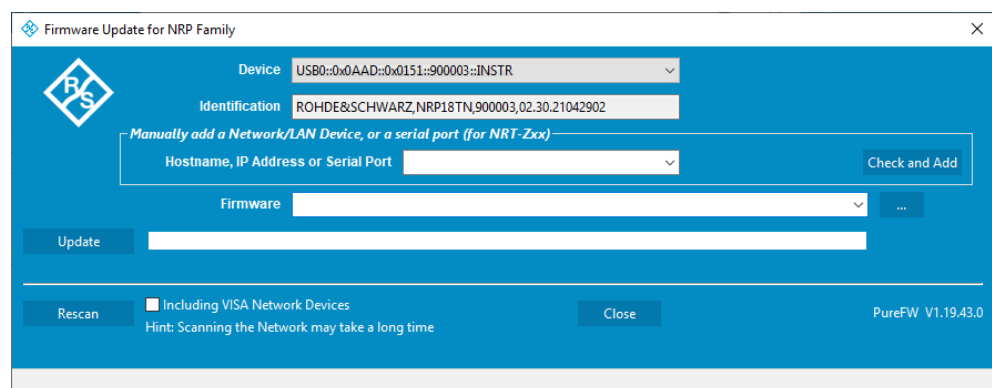 Firmware Update for NRP Family
R S
Device USB0::0x0AAD::0x0151::900003::INSTR
Identification ROHDE&SCHWARZ,NRP18TN,900003,02.30.21042902
Manually add a Network/LAN Device, or a serial port (for NRT-Zxx)
Hostname, IP Address or Serial Port Check and Add
Firmware ...
Update
Rescan Including VISA Network Devices Close PureFW V1.19.43.0
Hint: Scanning the Network may take a long time